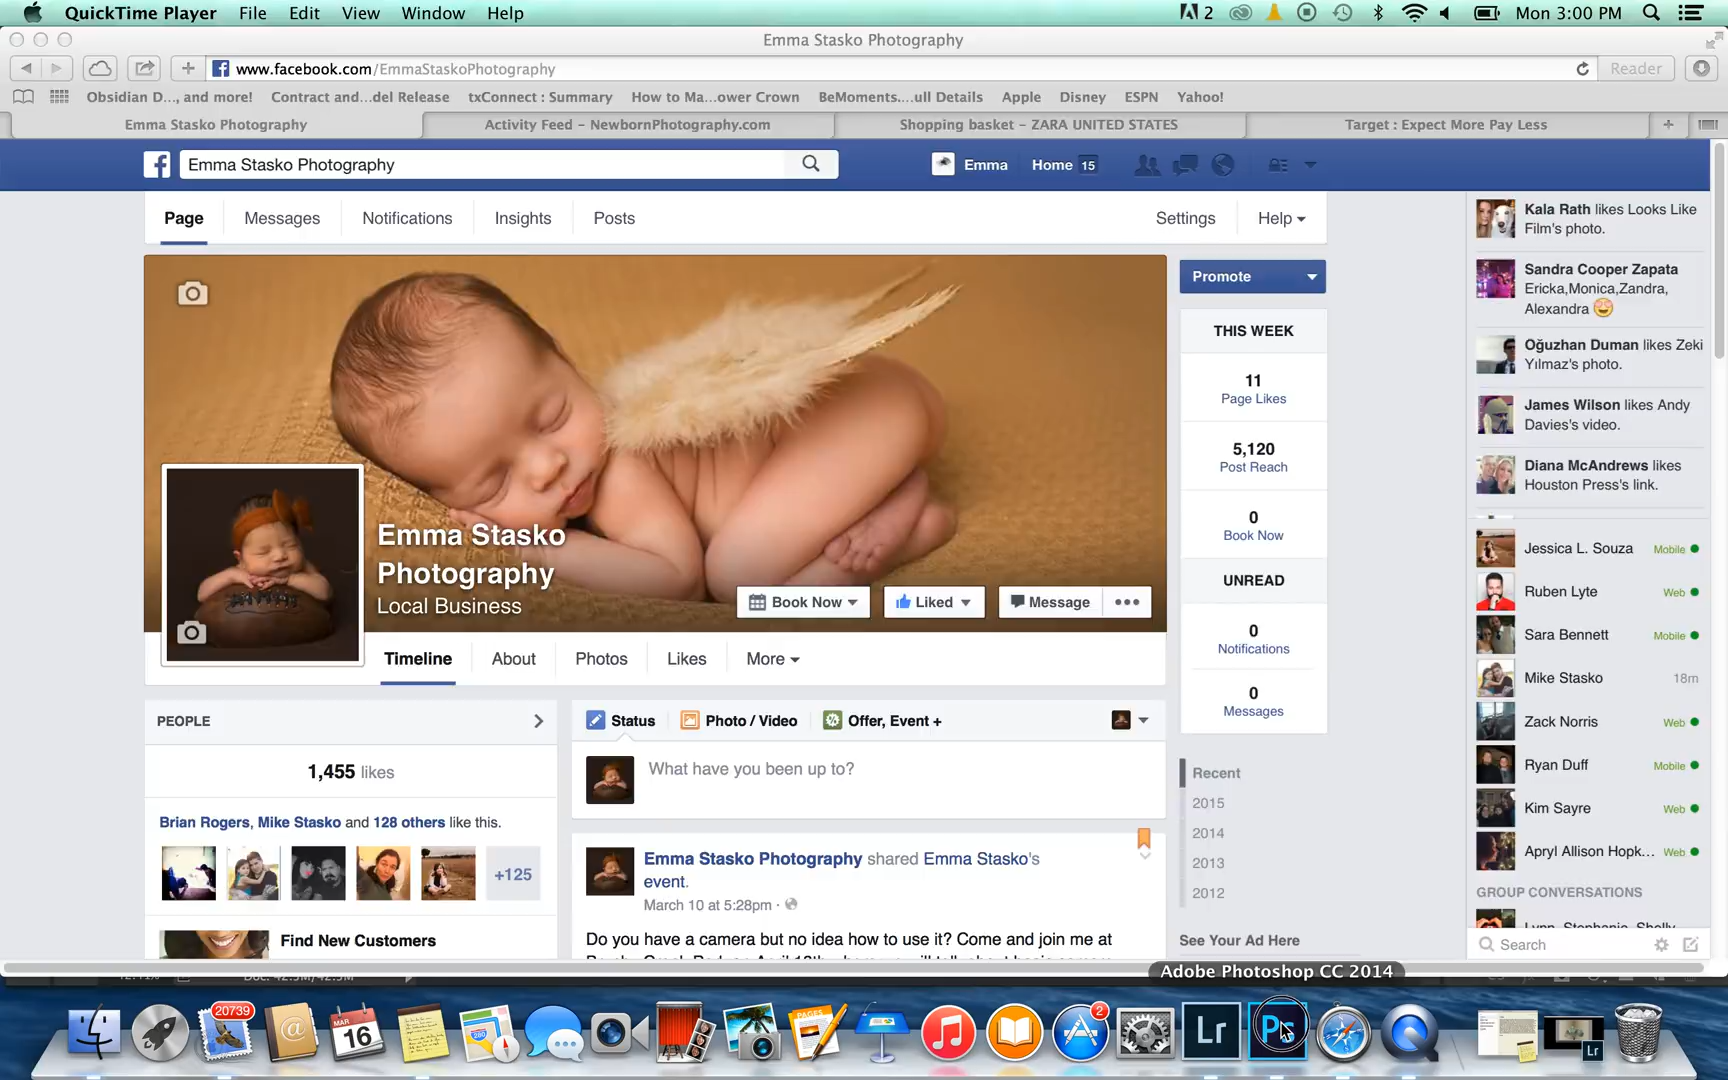 QuickTime Player File Edit View Window Help
2 Mon 3:00 PM
Emma Stasko Photography
www.facebook.com/EmmaStaskoPhotography
Reader
Obsidian D..., and more! Contract and...del Release txConnect : Summary How to Ma...ower Crown BeMoments....ull Details Apple Disney ESPN Yahoo!
Emma Stasko Photography Activity Feed – NewbornPhotography.com Shopping basket – ZARA UNITED STATES Target : Expect More Pay Less
Emma Stasko Photography
Emma Home 15
Page Messages Notifications Insights Posts Settings Help
Promote
THIS WEEK
11
Page Likes
5,120
Post Reach
0
Book Now
UNREAD
0
Notifications
0
Messages
Emma Stasko
Photography
Local Business
Book Now Liked Message
Timeline About Photos Likes More
PEOPLE
1,455 likes
Brian Rogers, Mike Stasko and 128 others like this.
+125
Find New Customers
Status Photo / Video Offer, Event +
What have you been up to?
Emma Stasko Photography shared Emma Stasko's
event.
March 10 at 5:28pm ·
Do you have a camera but no idea how to use it? Come and join me at
Recent
2015
2014
2013
2012
See Your Ad Here
Kala Rath likes Looks Like
Film's photo.
Sandra Cooper Zapata
Ericka,Monica,Zandra,
Alexandra
Oğuzhan Duman likes Zeki
Yılmaz's photo.
James Wilson likes Andy
Davies's video.
Diana McAndrews likes
Houston Press's link.
Jessica L. Souza Mobile
Ruben Lyte Web
Sara Bennett Mobile
Mike Stasko 18m
Zack Norris Web
Ryan Duff Mobile
Kim Sayre Web
Apryl Allison Hopk... Web
GROUP CONVERSATIONS
Lynn, Stephanie, Shelly
Search
Adobe Photoshop CC 2014
20739
MAR
16
PAGES
2
Lr
Ps
Lr